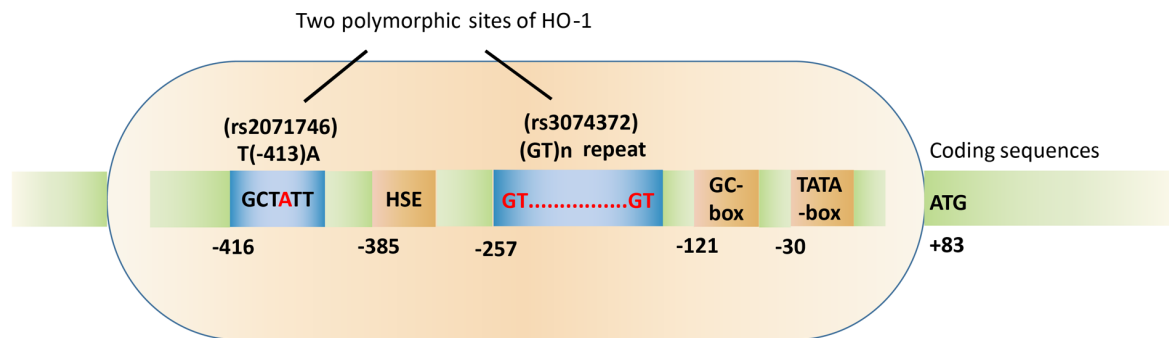 Two polymorphic sites of HO-1
(rs2071746)
T(-413)A
(rs3074372)
(GT)n repeat
Coding sequences
GCTATT
HSE
GT................GT
GC-
box
TATA
-box
ATG
-416
-385
-257
-121
-30
+83